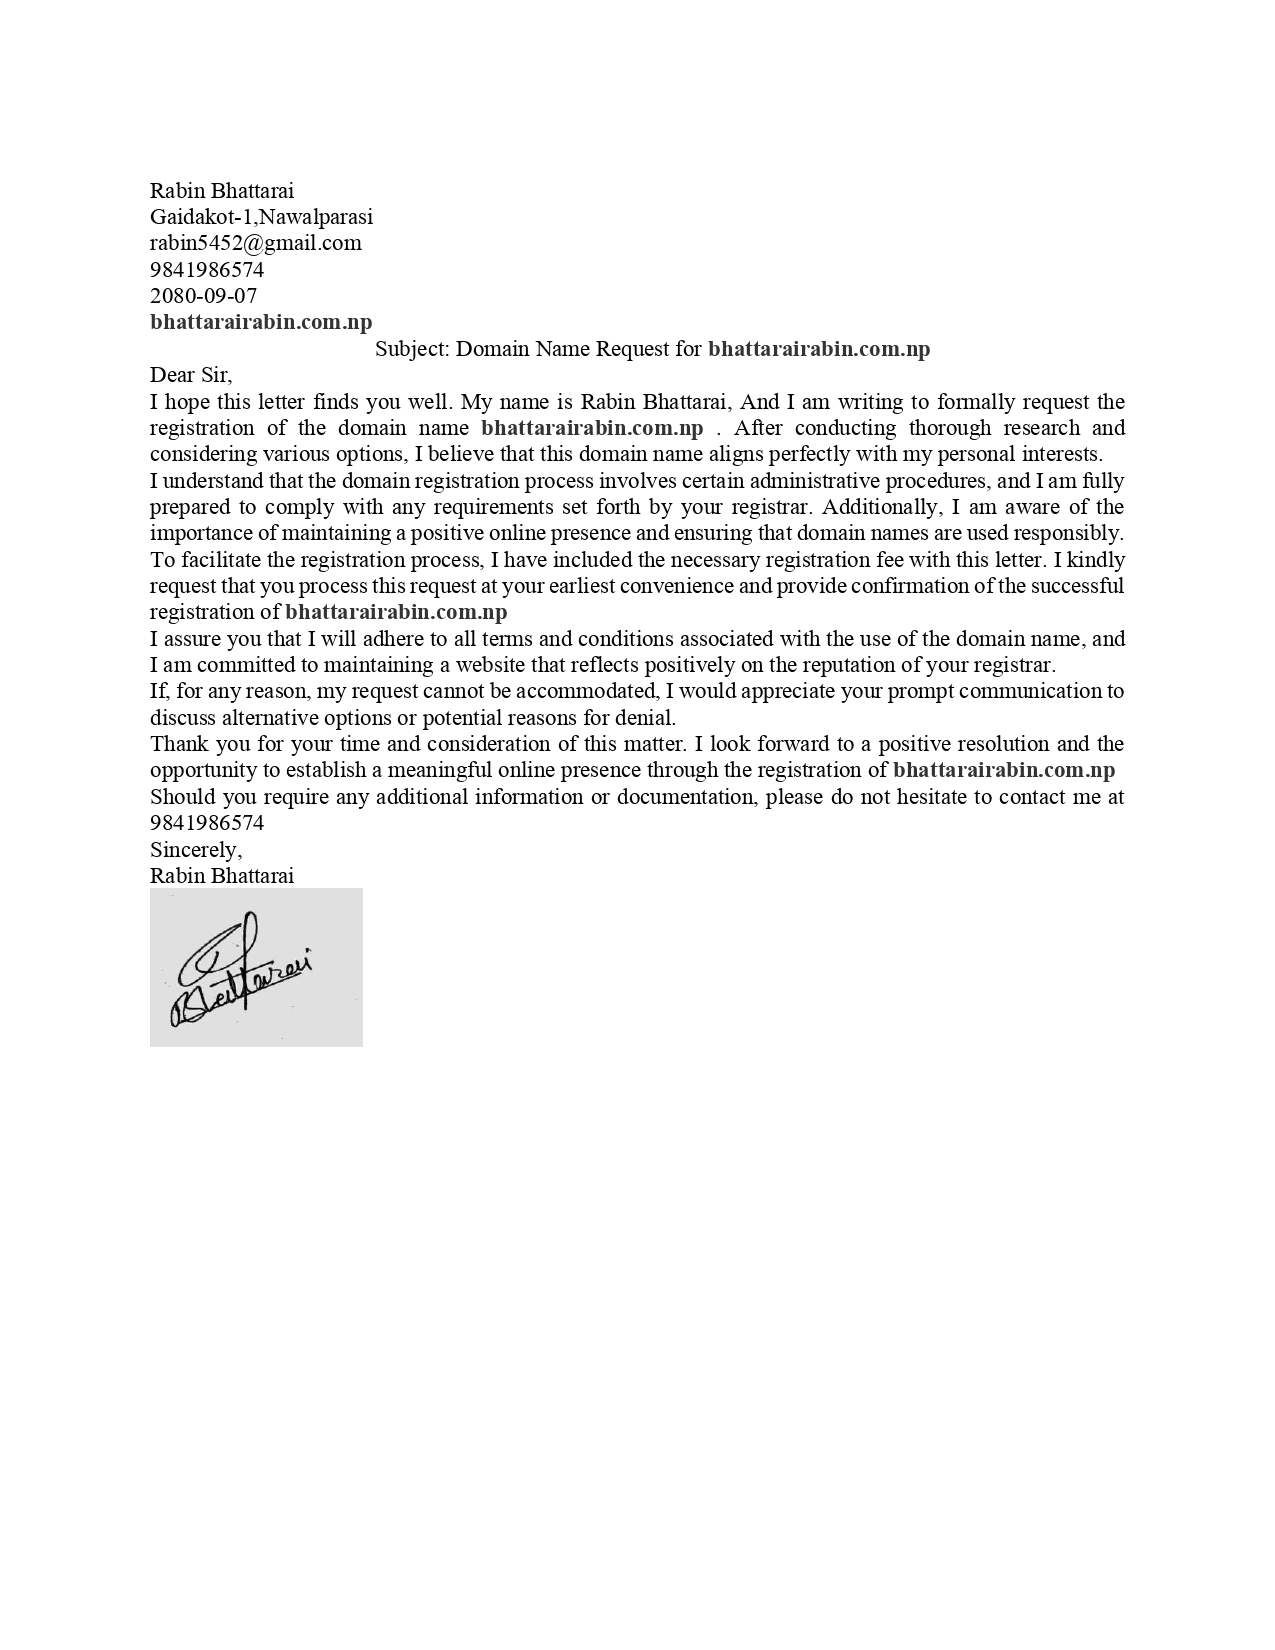 Rabin Bhattarai
Gaidakot-1,Nawalparasi
rabin5452@gmail.com
9841986574
2080-09-07
bhattarairabin.com.np
Subject: Domain Name Request for bhattarairabin.com.np
Dear Sir,
I hope this letter finds you well. My name is Rabin Bhattarai, And I am writing to formally request the
registration of the domain name bhattarairabin.com.np . After conducting thorough research and
considering various options, I believe that this domain name aligns perfectly with my personal interests.
I understand that the domain registration process involves certain administrative procedures, and I am fully
prepared to comply with any requirements set forth by your registrar. Additionally, I am aware of the
importance of maintaining a positive online presence and ensuring that domain names are used responsibly.
To facilitate the registration process, I have included the necessary registration fee with this letter. I kindly
request that you process this request at your earliest convenience and provide confirmation of the successful
registration of bhattarairabin.com.np
I assure you that I will adhere to all terms and conditions associated with the use of the domain name, and
I am committed to maintaining a website that reflects positively on the reputation of your registrar.
If, for any reason, my request cannot be accommodated, I would appreciate your prompt communication to
discuss alternative options or potential reasons for denial.
Thank you for your time and consideration of this matter. I look forward to a positive resolution and the
opportunity to establish a meaningful online presence through the registration of bhattarairabin.com.np
Should you require any additional information or documentation, please do not hesitate to contact me at
9841986574
Sincerely,
Rabin Bhattarai
Bhattarai